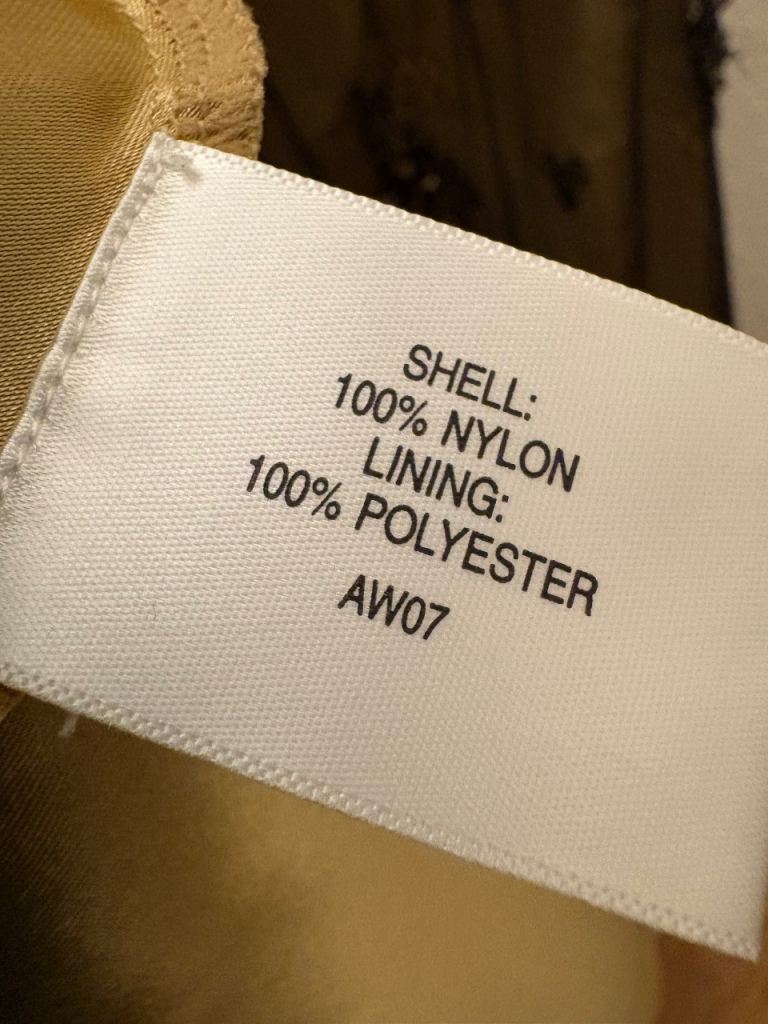 SHELL:
100% NYLON
LINING:
100% POLYESTER
AW07